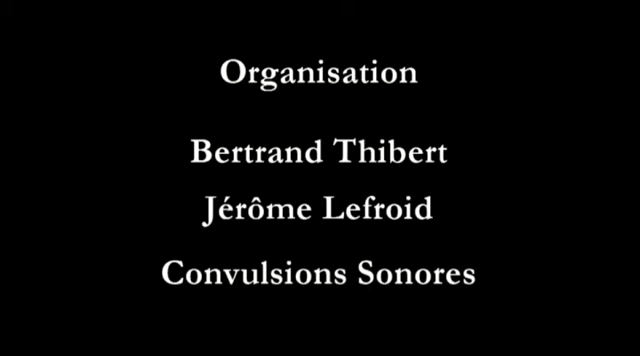 Organisation
Bertrand Thibert
Jérôme Lefroid
Convulsions Sonores